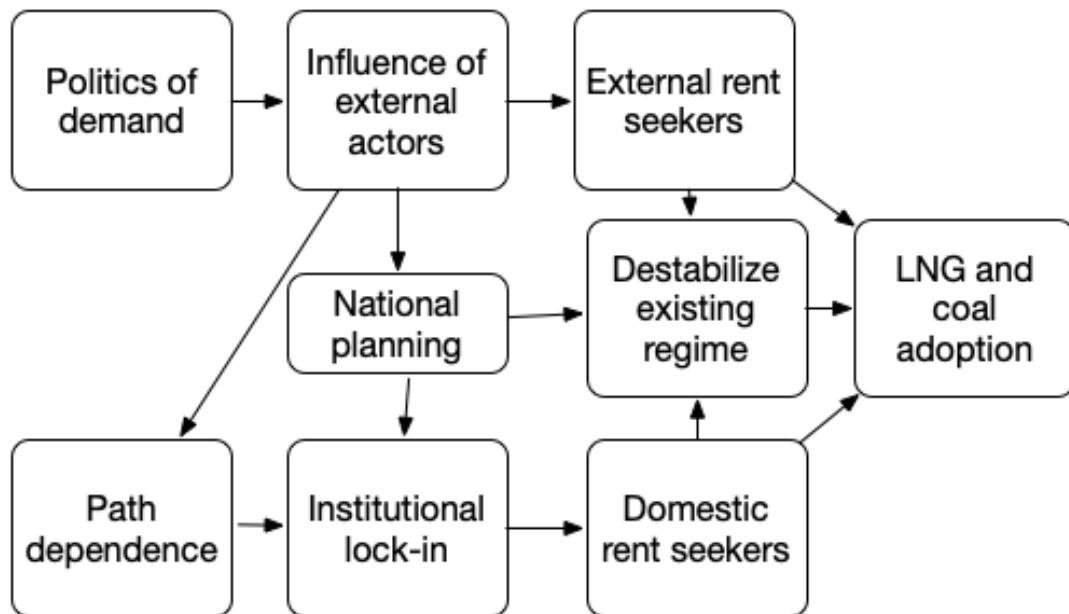 Politics of
demand
Influence of
external
actors
External rent
seekers
National
planning
Destabilize
existing
regime
LNG and
coal
adoption
Path
dependence
Institutional
lock-in
Domestic
rent seekers